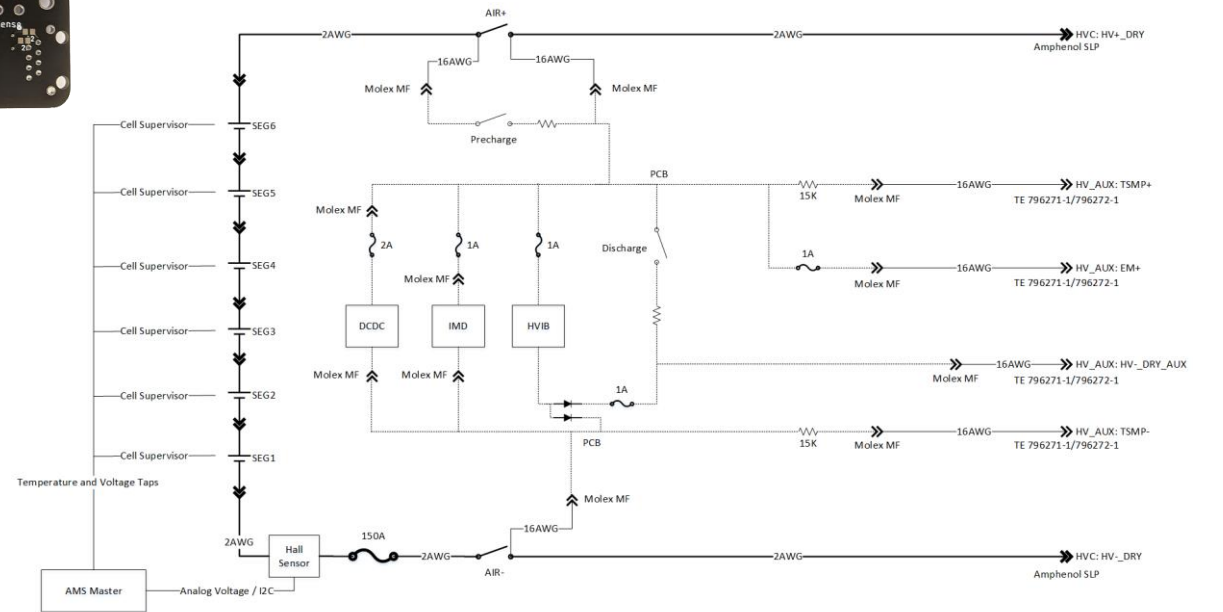 ensa
2
2
AIR+
2AWG
2AWG
HVC: HV+_DRY
Amphenol SLP
16AWG
16AWG
Molex MF
Molex MF
Precharge
Cell Supervisor
SEG6
PCB
Cell Supervisor
SEG5
15K
Molex MF
16AWG
HV_AUX: TSMP+
TE 796271-1/796272-1
Molex MF
2A
1A
1A
Discharge
1A
Cell Supervisor
SEG4
Molex MF
Molex MF
16AWG
HV_AUX: EM+
TE 796271-1/796272-1
DCDC
IMD
HVIB
Cell Supervisor
SEG3
Molex MF
Molex MF
Molex MF
16AWG
HV_AUX: HV-_DRY_AUX
TE 796271-1/796272-1
1A
Cell Supervisor
SEG2
PCB
15K
Molex MF
16AWG
HV_AUX: TSMP-
TE 796271-1/796272-1
Cell Supervisor
SEG1
Temperature and Voltage Taps
Molex MF
16AWG
2AWG
Hall
Sensor
150A
2AWG
AIR-
2AWG
HVC: HV-_DRY
Amphenol SLP
AMS Master
Analog Voltage / I2C